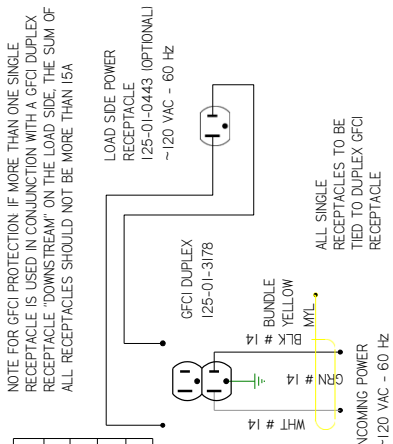 NOTE FOR GFCI PROTECTION: IF MORE THAN ONE SINGLE
RECEPTACLE IS USED IN CONJUNCTION WITH A GFCI DUPLEX
RECEPTACLE "DOWNSTREAM" ON THE LOAD SIDE, THE SUM OF
ALL RECEPTACLES SHOULD NOT BE MORE THAN 15A
LOAD SIDE POWER
RECEPTACLE
125-01-0443 (OPTIONAL)
~120 VAC - 60 Hz
GFCI DUPLEX
125-01-3178
ALL SINGLE
RECEPTACLES TO BE
TIED TO DUPLEX GFCI
RECEPTACLE
BUNDLE
YELLOW
MYL
BLK # 14
GRN # 14
WHT # 14
INCOMING POWER
~120 VAC - 60 Hz